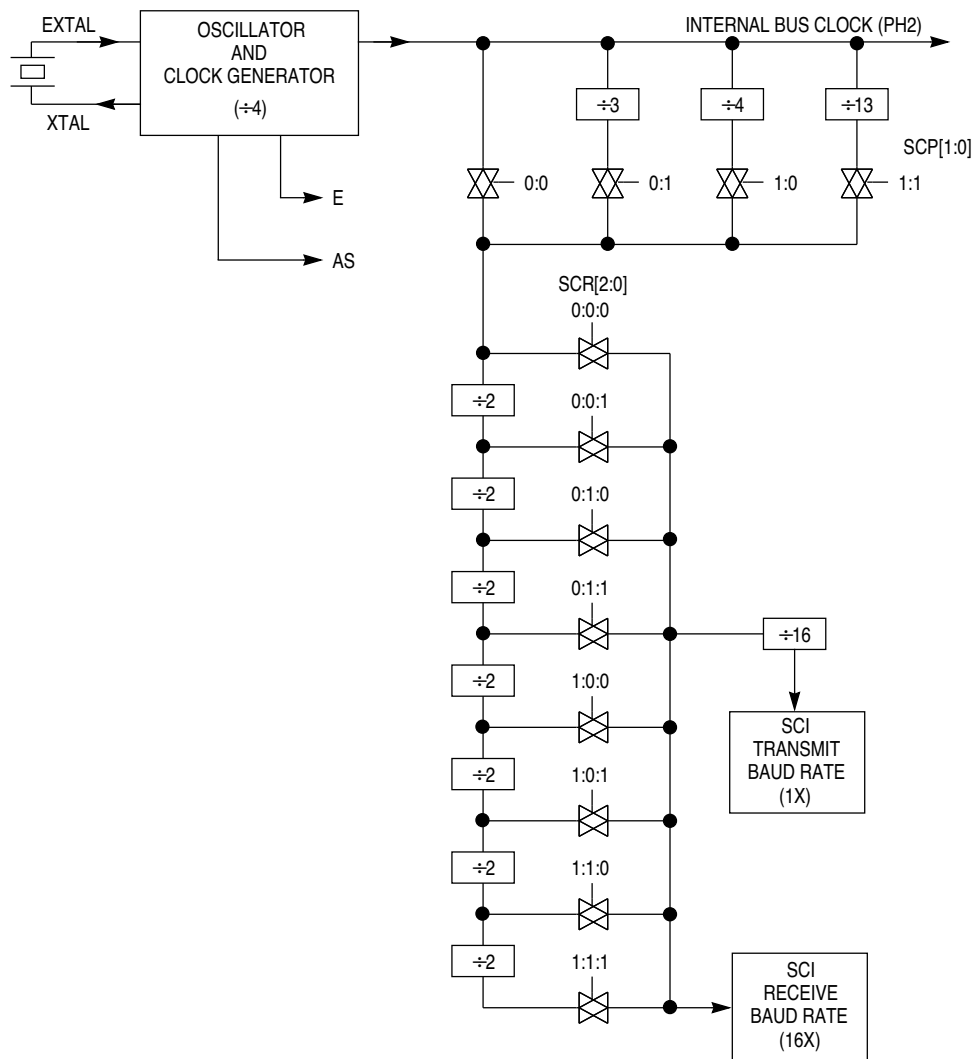 EXTAL
XTAL
OSCILLATOR
AND
CLOCK GENERATOR
(÷4)
E
AS
INTERNAL BUS CLOCK (PH2)
÷3
÷4
÷13
SCP[1:0]
0:0
0:1
1:0
1:1
SCR[2:0]
0:0:0
÷2
0:0:1
÷2
0:1:0
÷2
0:1:1
÷16
÷2
1:0:0
SCI
TRANSMIT
BAUD RATE
(1X)
÷2
1:0:1
÷2
1:1:0
÷2
1:1:1
SCI
RECEIVE
BAUD RATE
(16X)